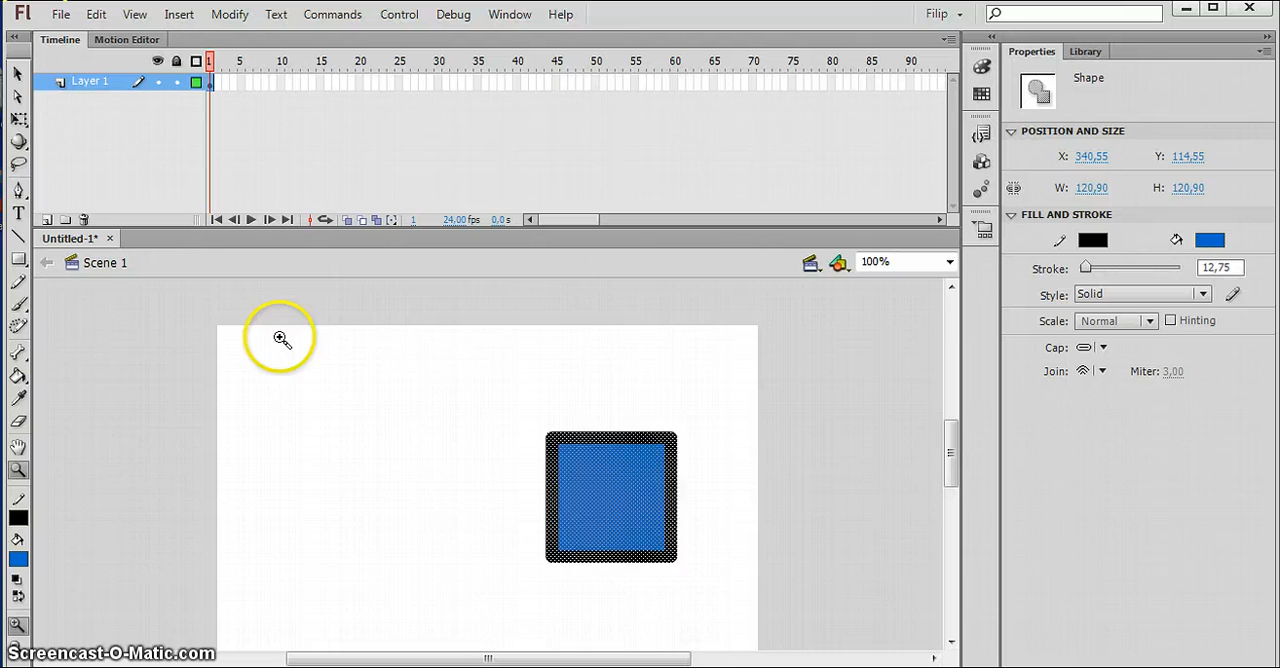 Fl File Edit View Insert Modify Text Commands Control Debug Window Help Filip
Timeline Motion Editor
Properties Library
1 5 10 15 20 25 30 35 40 45 50 55 60 65 70 75 80 85 90
Layer 1
Shape
POSITION AND SIZE
X: 340,55 Y: 114,55
W: 120,90 H: 120,90
1 24.00 fps 0.0 s
FILL AND STROKE
Untitled-1* ×
Scene 1 100%
Stroke: 12,75
Style: Solid
Scale: Normal Hinting
Cap:
Join: Miter: 3,00
Screencast-O-Matic.com